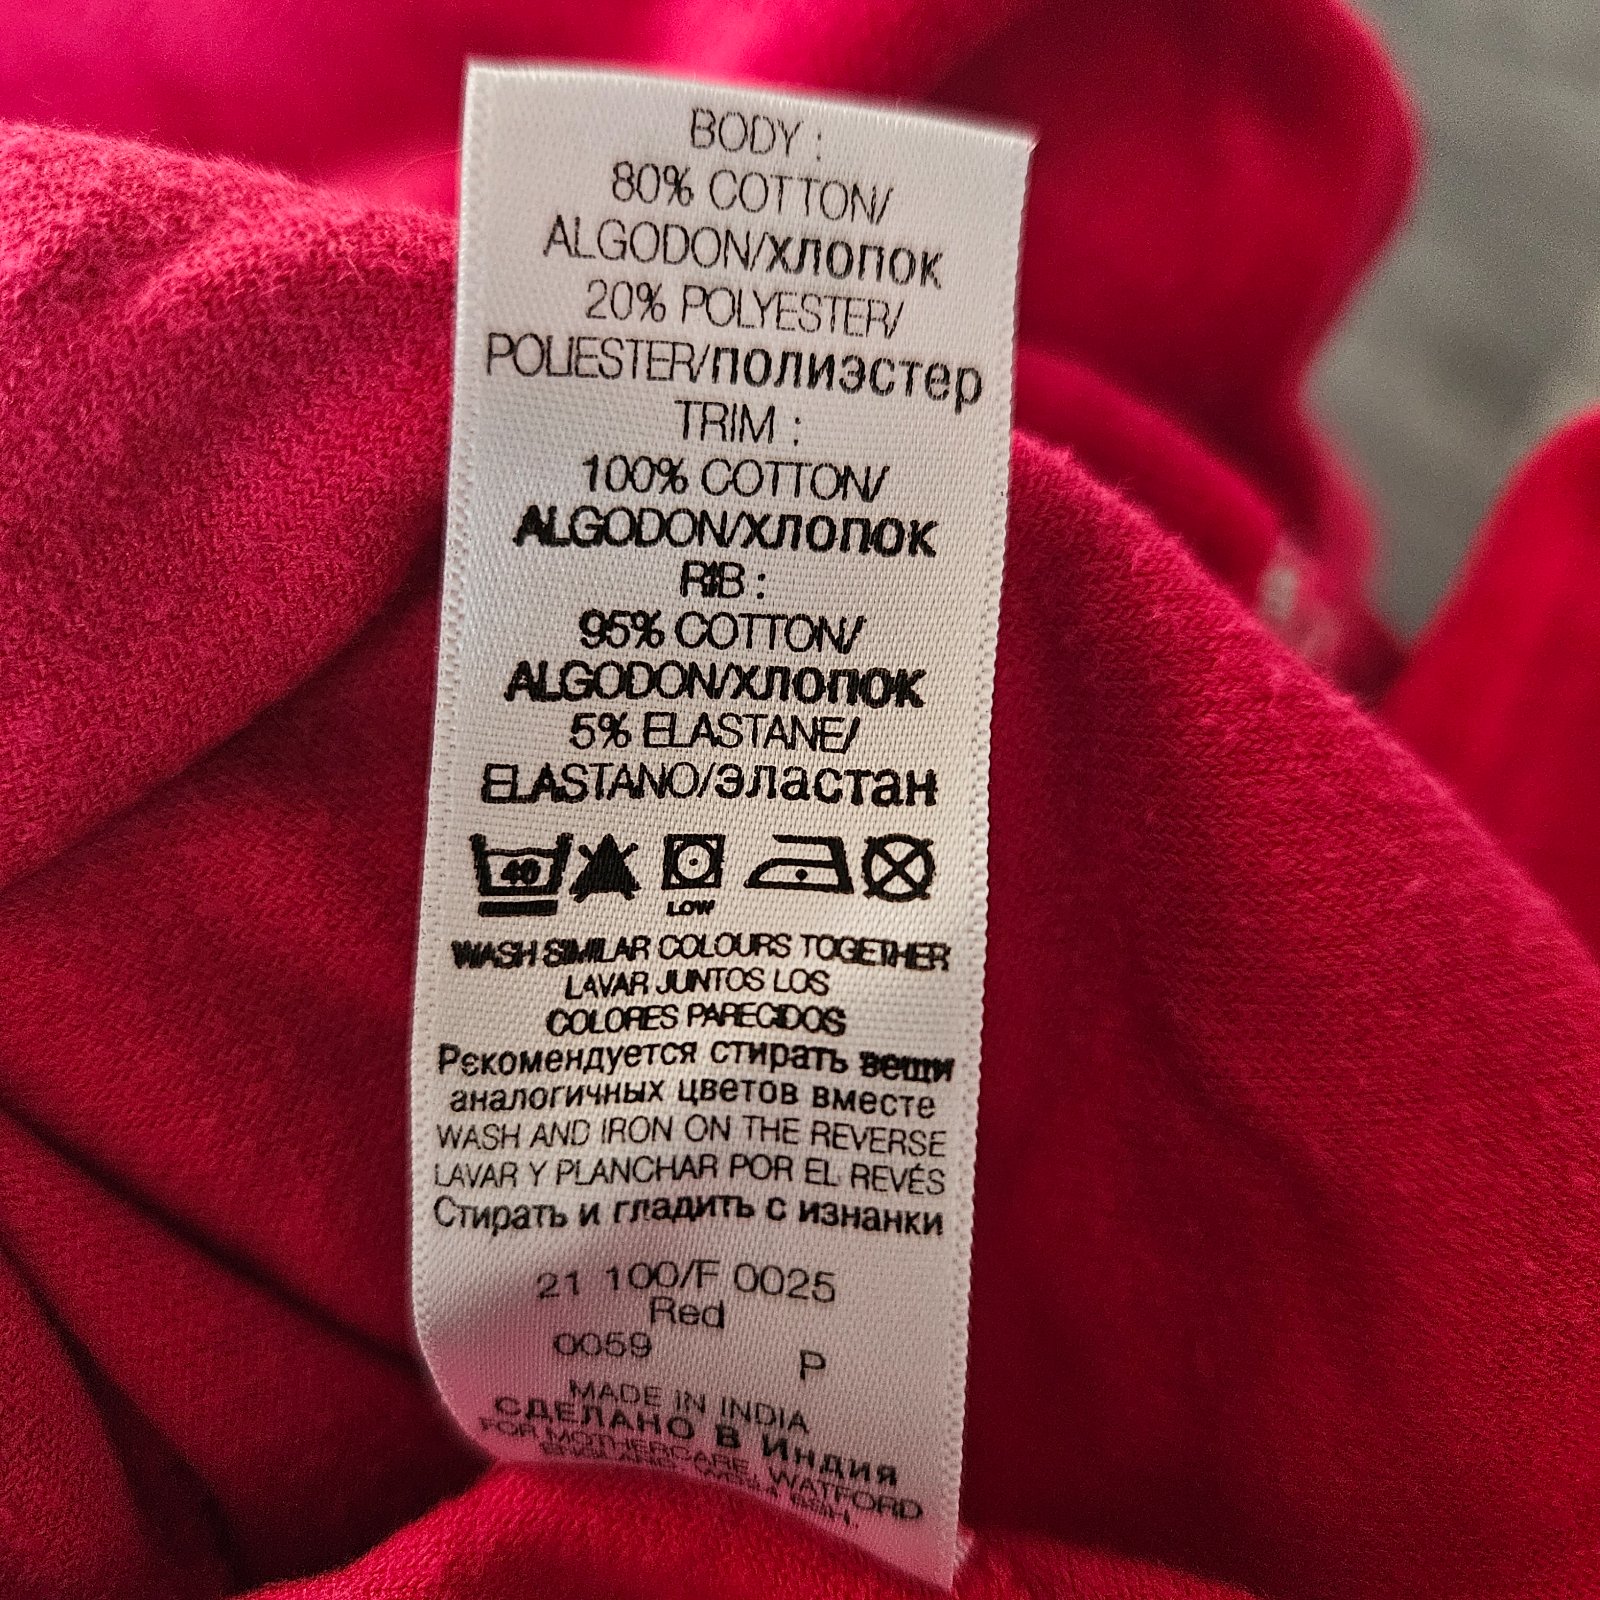 BODY :
80% COTTON/
ALGODON/хлопок
20% POLYESTER/
POLIESTER/полиэстер
TRIM :
100% COTTON/
ALGODON/хлопок
RIB :
95% COTTON/
ALGODON/хлопок
5% ELASTANE/
ELASTANO/эластан
40
LOW
WASH SIMILAR COLOURS TOGETHER
LAVAR JUNTOS LOS
COLORES PARECIDOS
Рекомендуется стирать вещи
аналогичных цветов вместе
WASH AND IRON ON THE REVERSE
LAVAR Y PLANCHAR POR EL REVÉS
Стирать и гладить с изнанки
21 100/F 0025
Red
0059 P
MADE IN INDIA
СДЕЛАНО В Индия
FOR MOTHERCARE, WATFORD
ENGLAND.